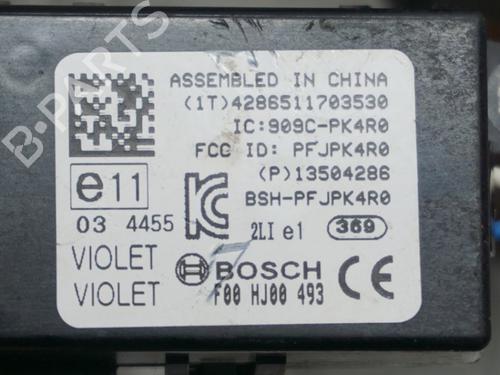 ASSEMBLED IN CHINA
(1T)4286511703530
IC:909C-PK4R0
FCC ID: PFJPK4R0
(P)13504286
BSH-PFJPK4R0
e11
03 4455
2LI e1 369
VIOLET
VIOLET
BOSCH CE
F00 HJ00 493
B-PARTS